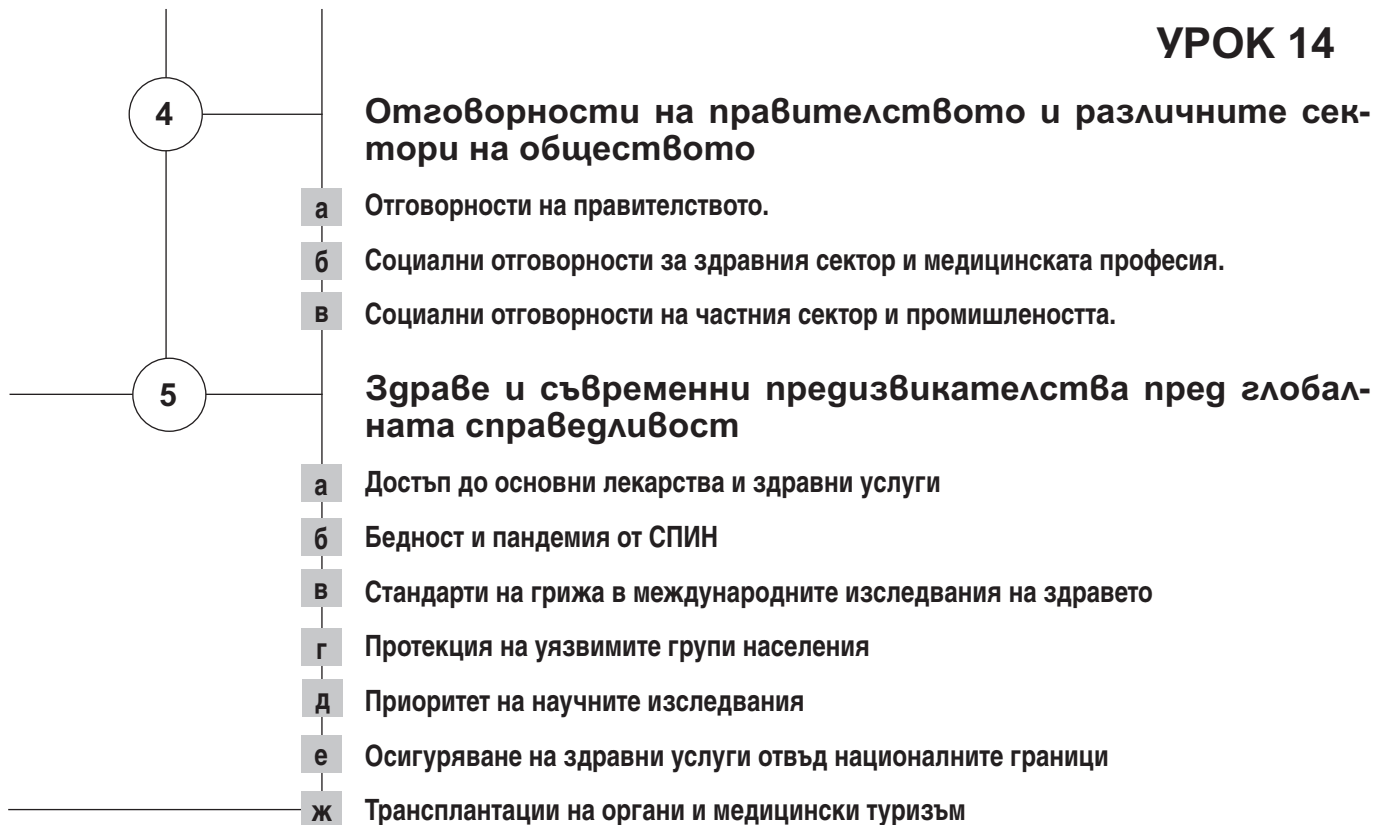 УРОК 14
4
Отговорности на правителството и различните сек-
тори на обществото
а Отговорности на правителството.
б Социални отговорности за здравния сектор и медицинската професия.
в Социални отговорности на частния сектор и промишлеността.
5
Здраве и съвременни предизвикателства пред глобал-
ната справедливост
а Достъп до основни лекарства и здравни услуги
б Бедност и пандемия от СПИН
в Стандарти на грижа в международните изследвания на здравето
г Протекция на уязвимите групи населения
д Приоритет на научните изследвания
е Осигуряване на здравни услуги отвъд националните граници
ж Трансплантации на органи и медицински туризъм